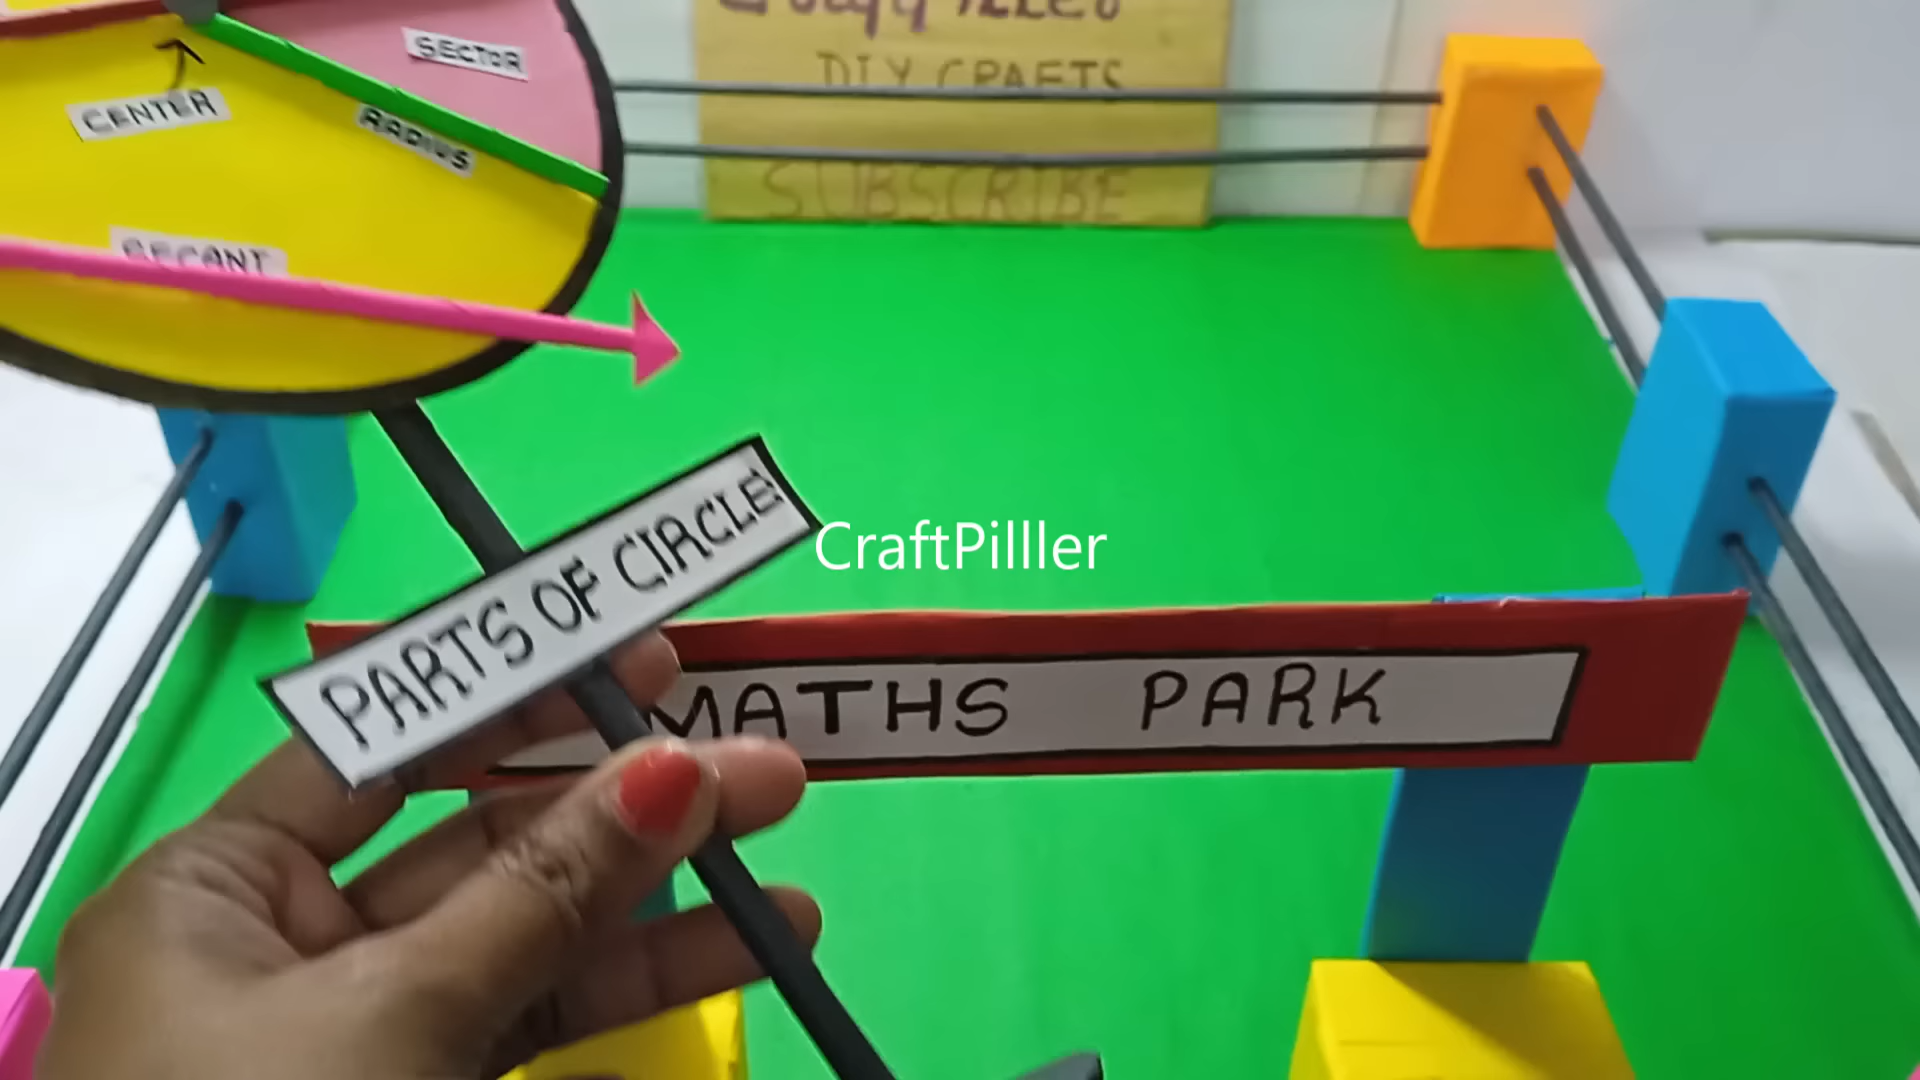 SECTOR
DIY CRAFTS
CENTER
RADIUS
SUBSCRIBE
SECANT
PARTS OF CIRCLE
CraftPilller
MATHS PARK